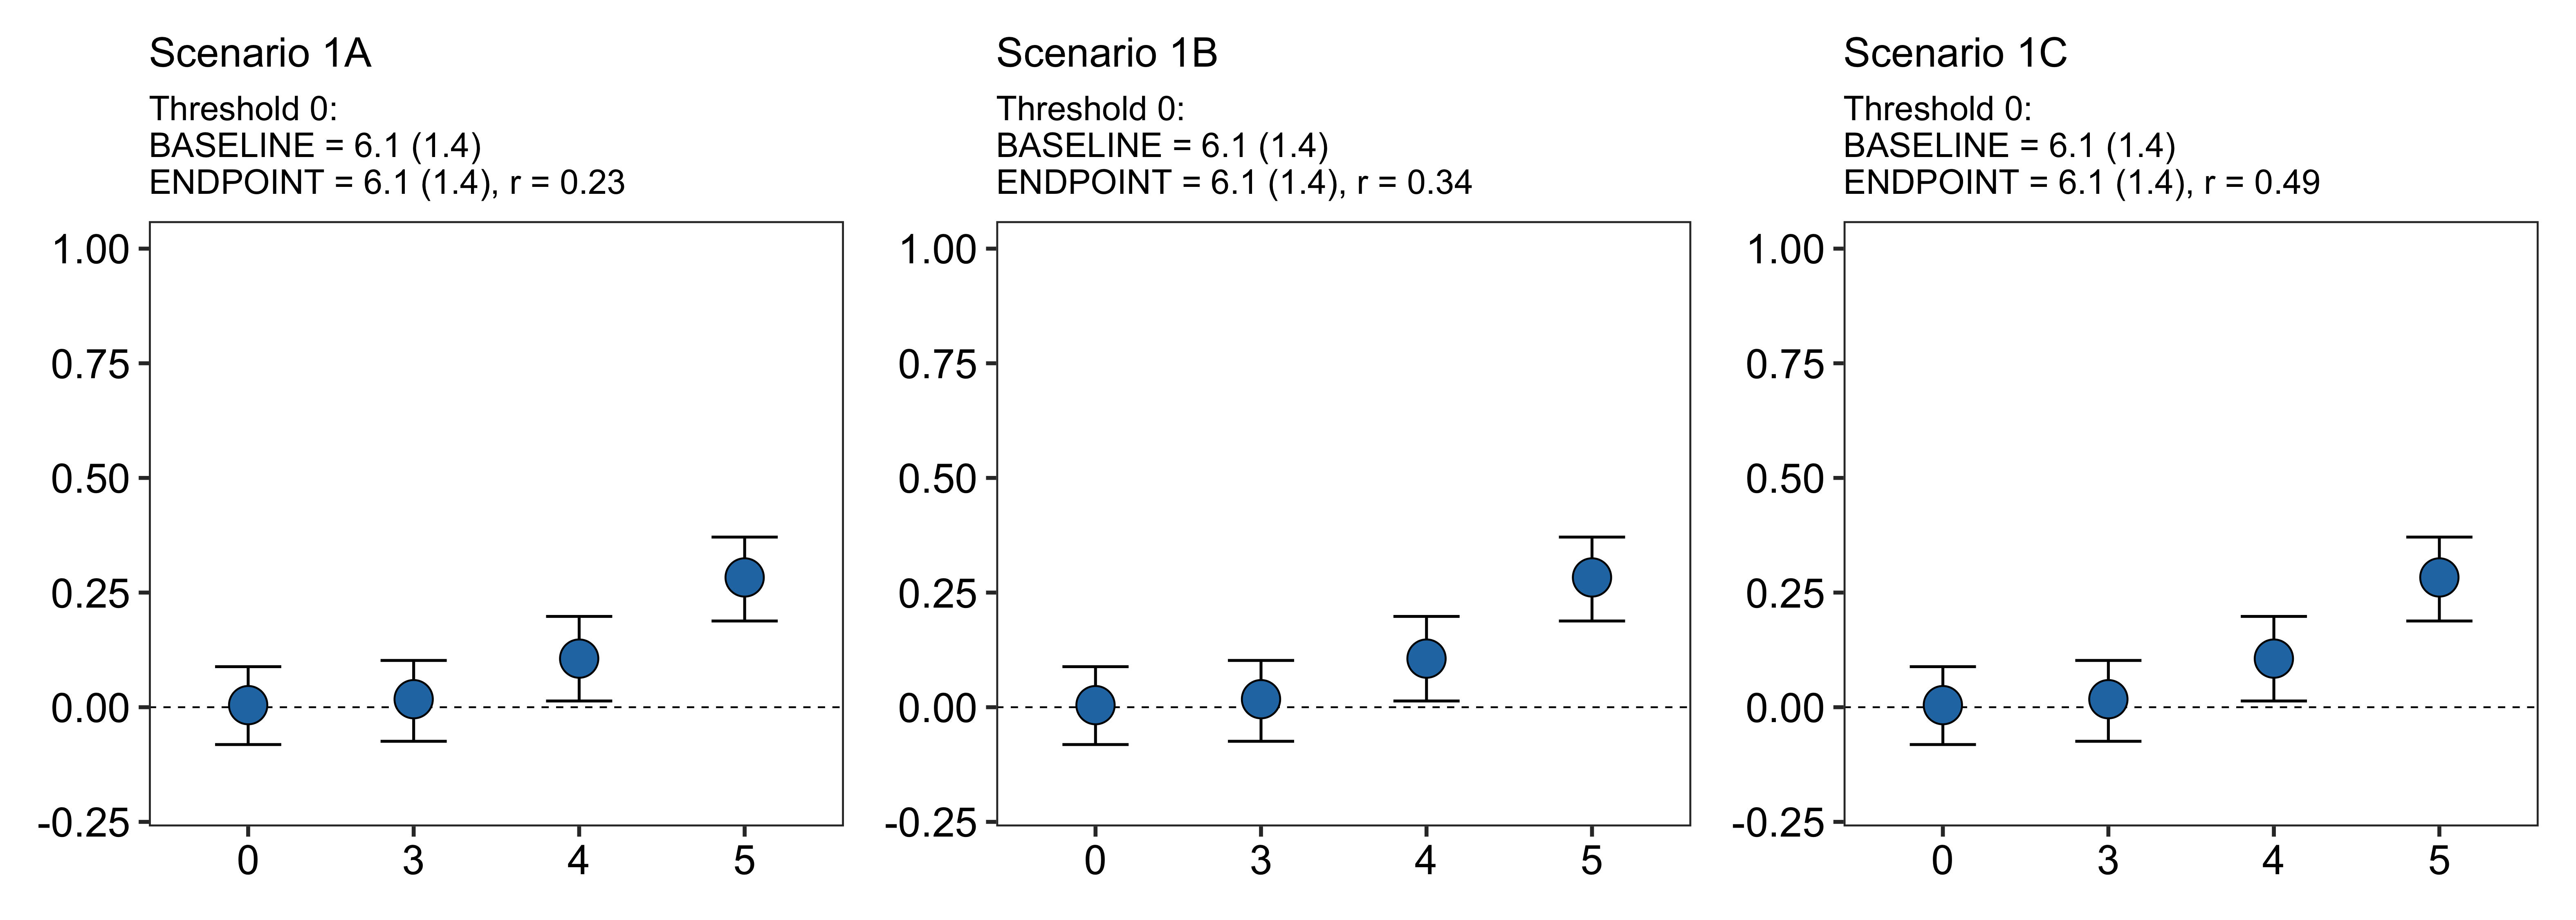 Scenario 1A
Threshold 0:
BASELINE = 6.1 (1.4)
ENDPOINT = 6.1 (1.4), r = 0.23
1.00
0.75
0.50
0.25
0.00
-0.25
0 3 4 5
Scenario 1B
Threshold 0:
BASELINE = 6.1 (1.4)
ENDPOINT = 6.1 (1.4), r = 0.34
1.00
0.75
0.50
0.25
0.00
-0.25
0 3 4 5
Scenario 1C
Threshold 0:
BASELINE = 6.1 (1.4)
ENDPOINT = 6.1 (1.4), r = 0.49
1.00
0.75
0.50
0.25
0.00
-0.25
0 3 4 5